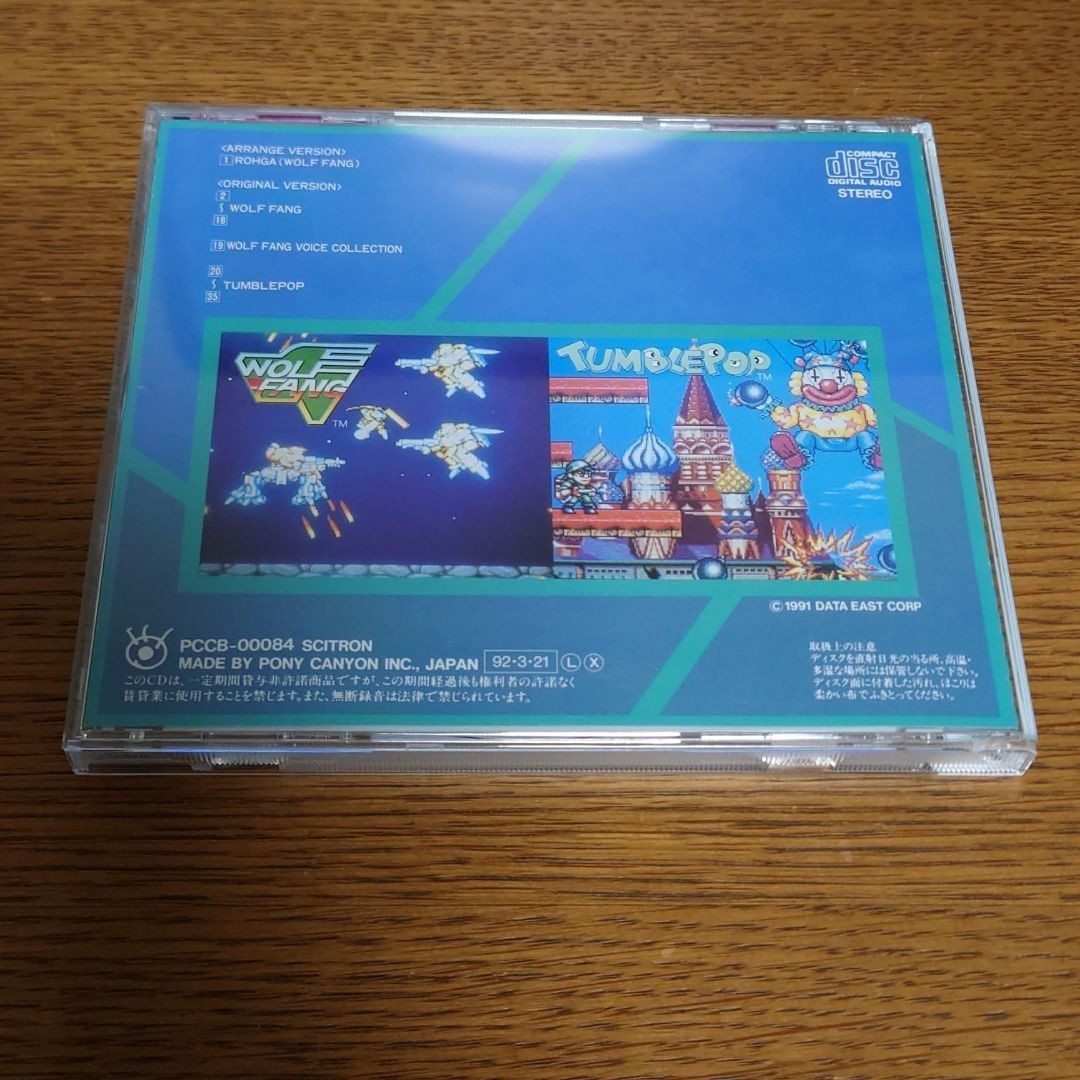 <ARRANGE VERSION>
1 ROHGA (WOLF FANG)
<ORIGINAL VERSION>
2
〜 WOLF FANG
18
19 WOLF FANG VOICE COLLECTION
20
〜 TUMBLEPOP
35
COMPACT
disc
DIGITAL AUDIO
STEREO
WOLF
FANG
TM
TUMBLEPOP
TM
© 1991 DATA EAST CORP
PCCB-00084 SCITRON
MADE BY PONY CANYON INC., JAPAN 92·3·21 L X
このCDは、一定期間貸与非許諾商品ですが、この期間経過後も権利者の許諾なく
賃貸業に使用することを禁じます。また、無断録音は法律で禁じられています。
取扱上の注意
ディスクを直射日光の当る所、高温・
多湿な場所には保管しないで下さい。
ディスク面に付着した汚れ、ほこりは
柔かい布でふきとってください。